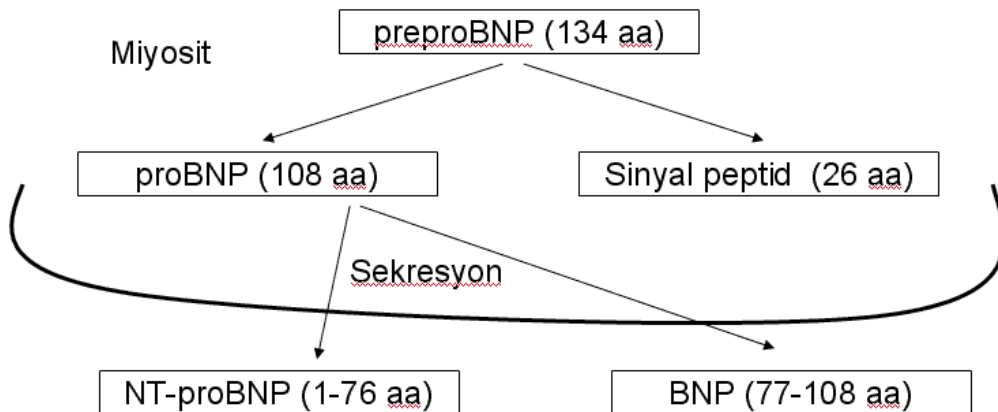 Miyosit
preproBNP (134 aa)
proBNP (108 aa)
Sinyal peptid (26 aa)
Sekresyon
NT-proBNP (1-76 aa)
BNP (77-108 aa)